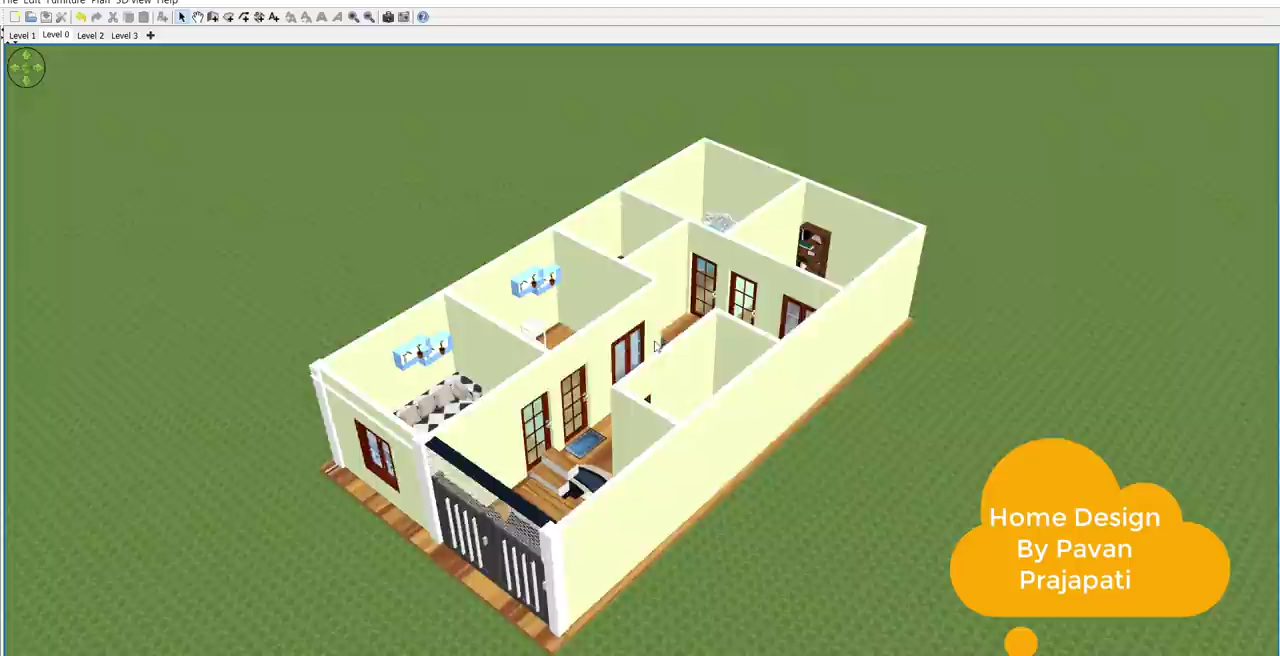 File Edit Furniture Plan 3D view Help
Level 1 Level 0 Level 2 Level 3
Home Design
By Pavan
Prajapati